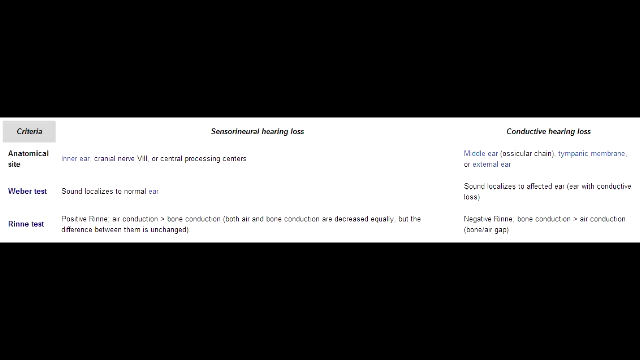 Criteria Sensorineural hearing loss Conductive hearing loss
Anatomical site Inner ear, cranial nerve VIII, or central processing centers Middle ear (ossicular chain), tympanic membrane, or external ear
Weber test Sound localizes to normal ear Sound localizes to affected ear (ear with conductive loss)
Rinne test Positive Rinne; air conduction > bone conduction (both air and bone conduction are decreased equally, but the difference between them is unchanged). Negative Rinne; bone conduction > air conduction (bone/air gap)